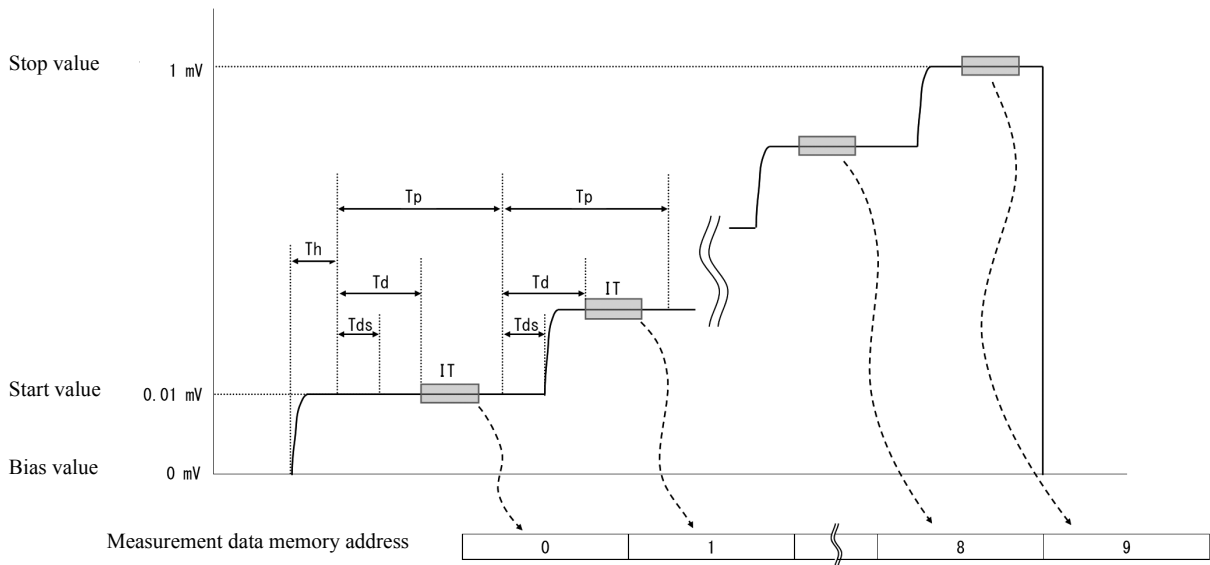 Stop value 1 mV
Tp Tp
Th
Td Td IT
Tds Tds
IT
Start value 0.01 mV
Bias value 0 mV
Measurement data memory address 0 1 8 9